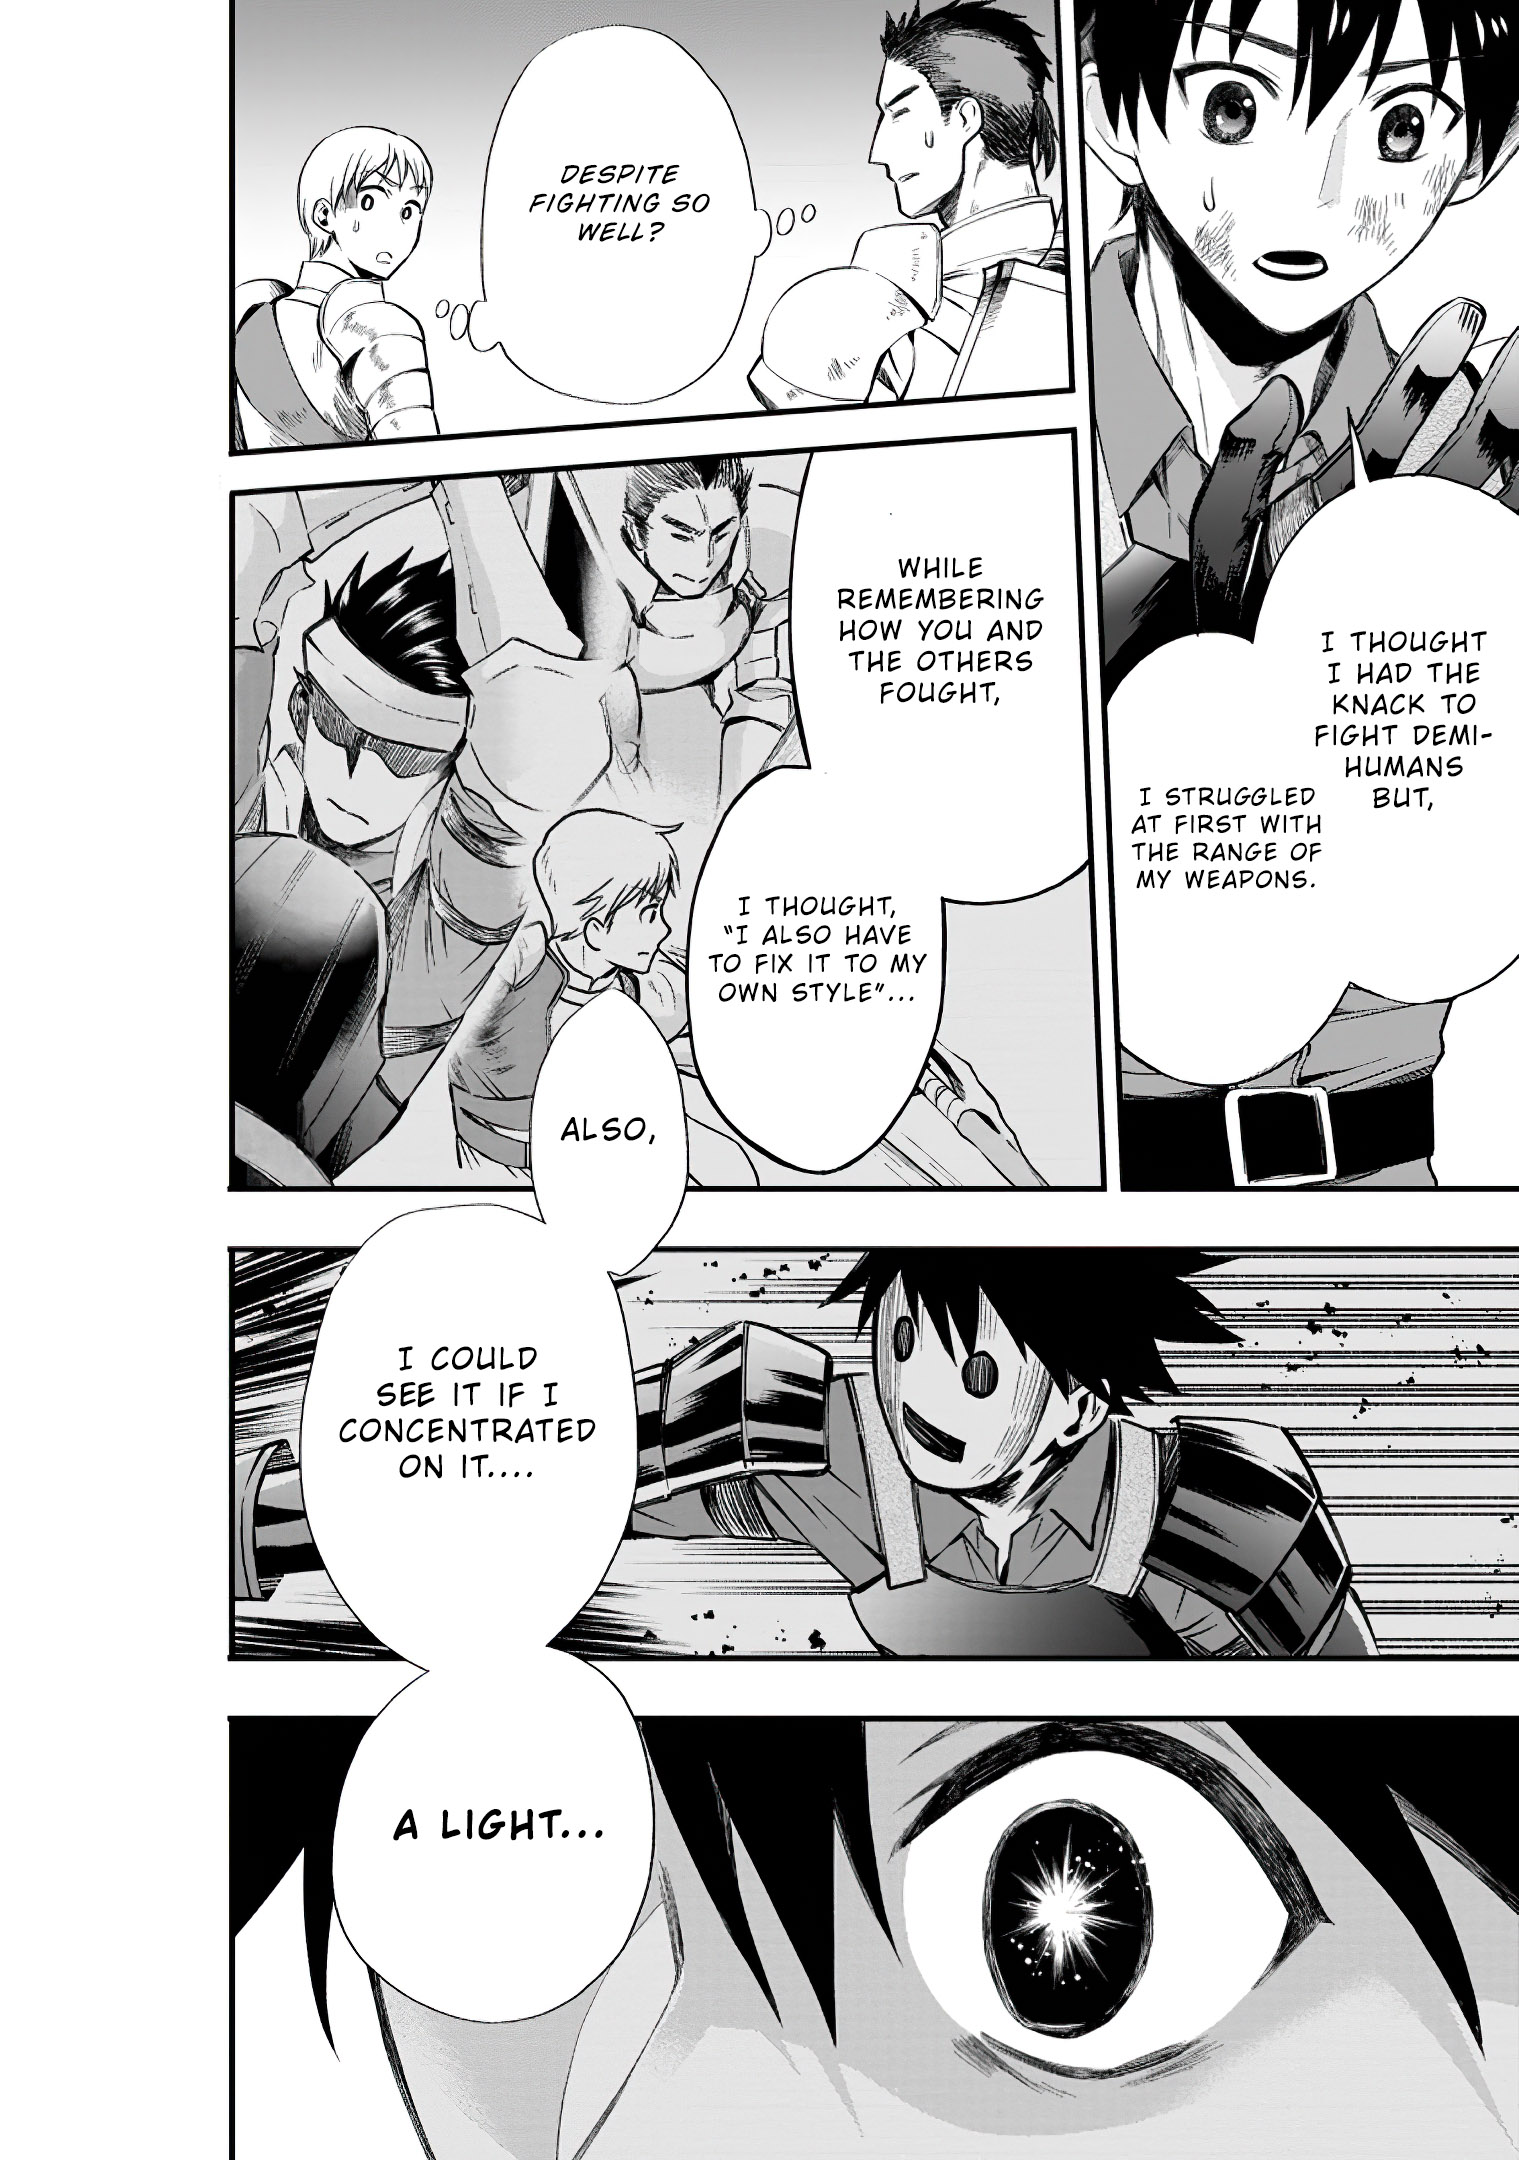 I THOUGHT
I HAD THE
KNACK TO
FIGHT DEMI-
HUMANS
BUT,
I STRUGGLED
AT FIRST WITH
THE RANGE OF
MY WEAPONS.
DESPITE
FIGHTING SO
WELL?
WHILE
REMEMBERING
HOW YOU AND
THE OTHERS
FOUGHT,
I THOUGHT,
"I ALSO HAVE
TO FIX IT TO MY
OWN STYLE"...
ALSO,
I COULD
SEE IT IF I
CONCENTRATED
ON IT....
A LIGHT...